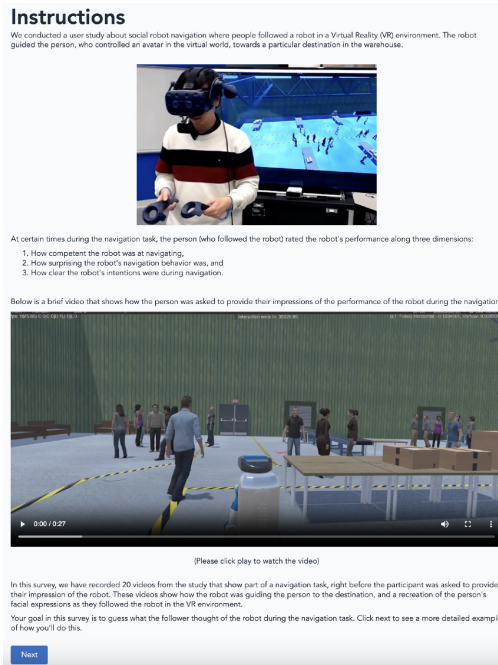 Instructions
We conducted a user study about social robot navigation where people followed a robot in a Virtual Reality (VR) environment. The robot
guided the person, who controlled an avatar in the virtual world, towards a particular destination in the warehouse.
At certain times during the navigation task, the person (who followed the robot) rated the robot's performance along three dimensions:
1. How competent the robot was at navigating,
2. How surprising the robot's navigation behavior was, and
3. How clear the robot's intentions were during navigation.
Below is a brief video that shows how the person was asked to provide their impressions of the performance of the robot during the navigation
0:00 / 0:27
(Please click play to watch the video)
In this survey, we have recorded 20 videos from the study that show part of a navigation task, right before the participant was asked to provide
their impression of the robot. These videos show how the robot was guiding the person to the destination, and a recreation of the person's
facial expressions as they followed the robot in the VR environment.
Your goal in this survey is to guess what the follower thought of the robot during the navigation task. Click next to see a more detailed exampl
of how you'll do this.
Next